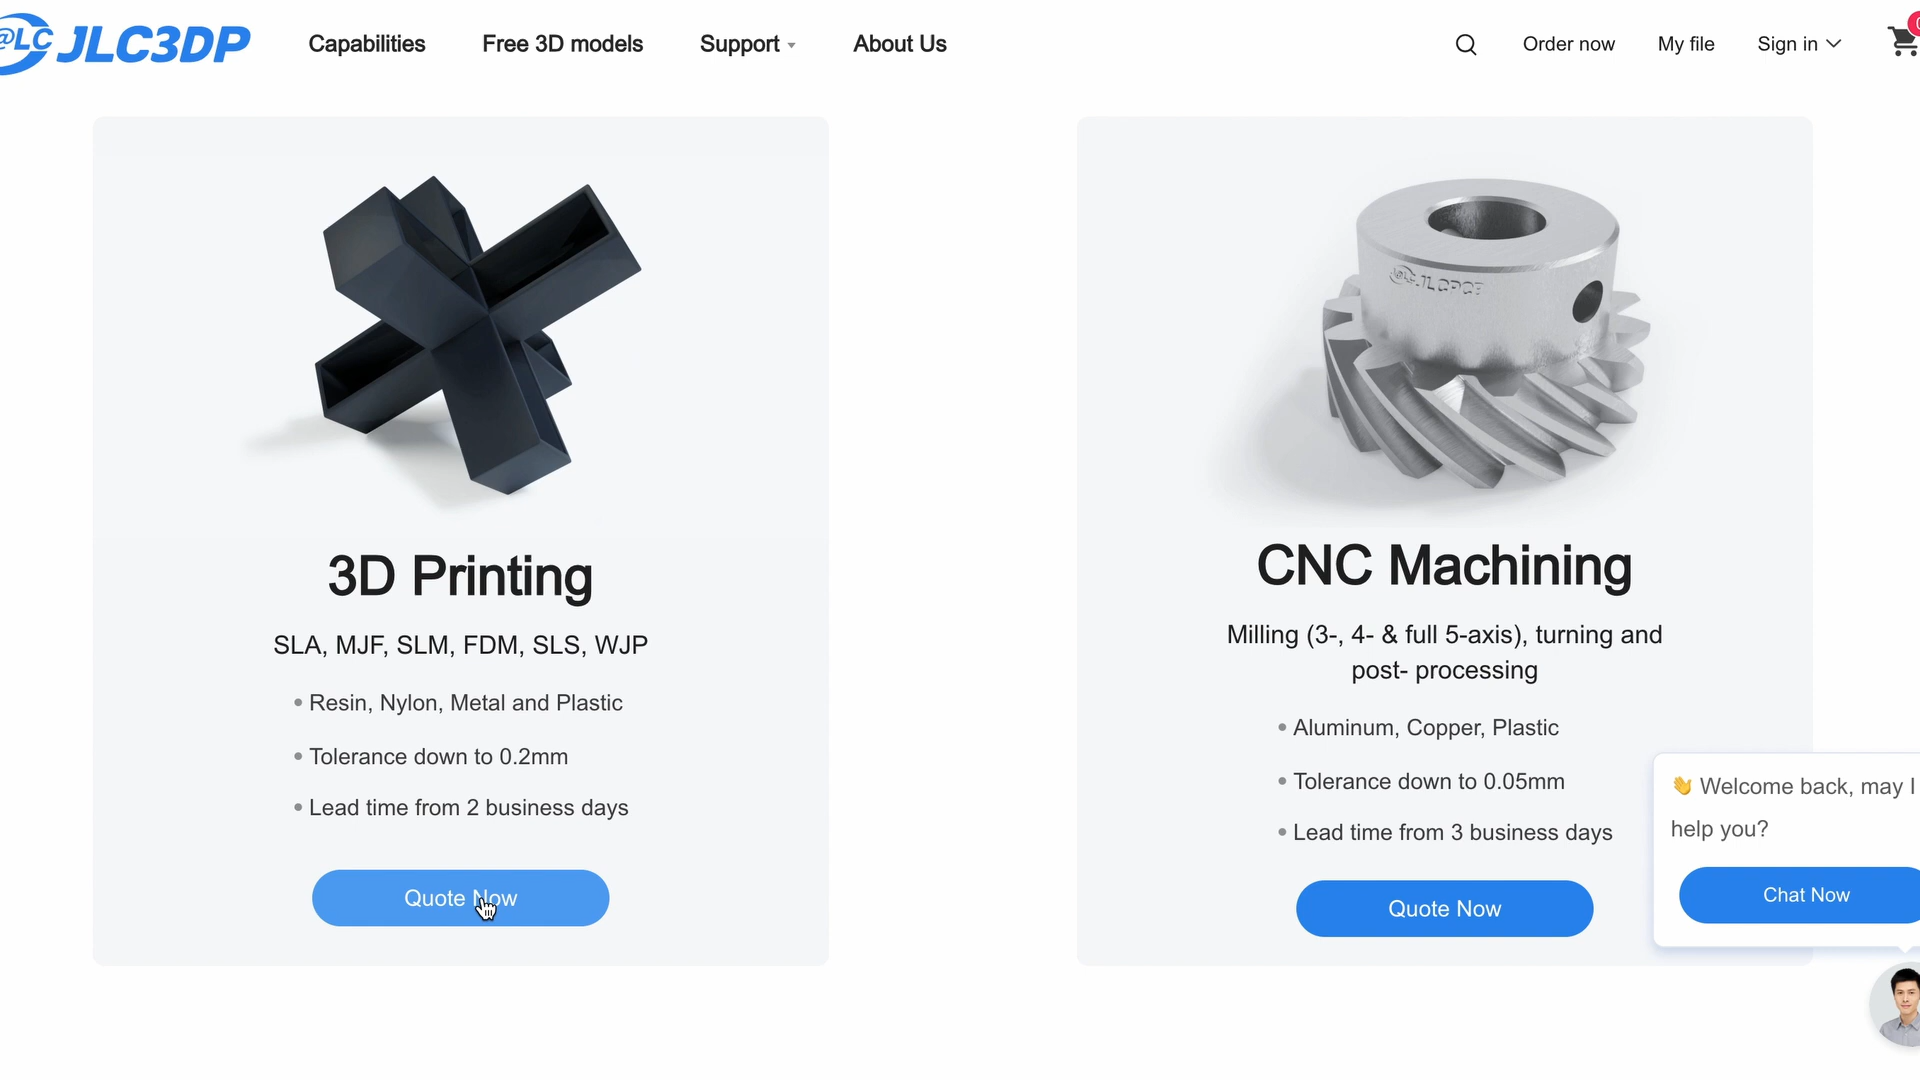 @LC JLC3DP
Capabilities
Free 3D models
Support
About Us
Order now
My file
Sign in
JLCPCB
3D Printing
SLA, MJF, SLM, FDM, SLS, WJP
• Resin, Nylon, Metal and Plastic
• Tolerance down to 0.2mm
• Lead time from 2 business days
Quote Now
CNC Machining
Milling (3-, 4- & full 5-axis), turning and
post- processing
• Aluminum, Copper, Plastic
• Tolerance down to 0.05mm
• Lead time from 3 business days
Quote Now
👋 Welcome back, may I
help you?
Chat Now